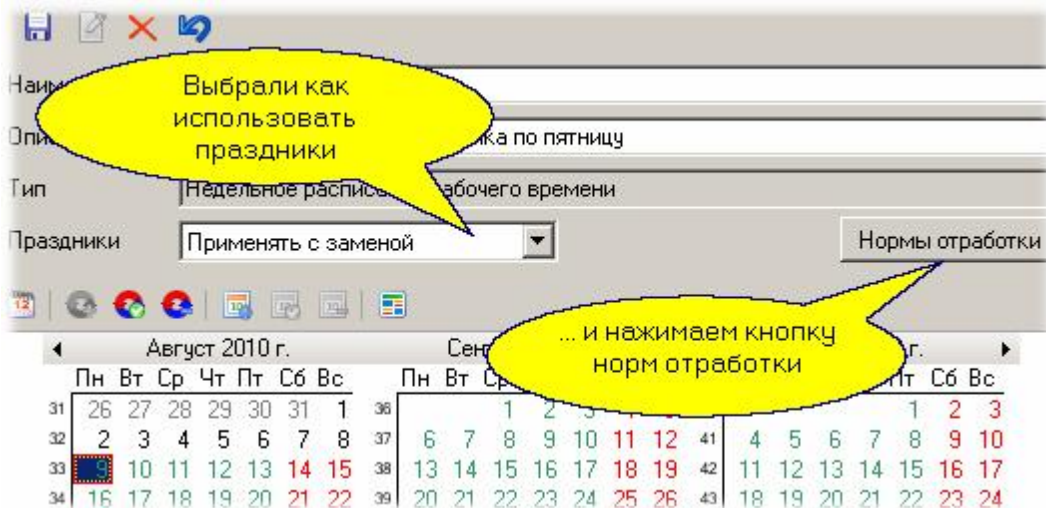 Выбрали как
использовать
праздники
Наим
Опис ка по пятницу
Тип Недельное распис абочего времени
Праздники Применять с заменой Нормы отработки
... и нажимаем кнопку
норм отработки
Август 2010 г. Сен г.
Пн Вт Ср Чт Пт Сб Вс Пн Вт Ср Пт Сб Вс
31 26 27 28 29 30 31 1 36 1 2 3 1 2 3
32 2 3 4 5 6 7 8 37 6 7 8 9 10 11 12 41 4 5 6 7 8 9 10
33 9 10 11 12 13 14 15 38 13 14 15 16 17 18 19 42 11 12 13 14 15 16 17
34 16 17 18 19 20 21 22 39 20 21 22 23 24 25 26 43 18 19 20 21 22 23 24